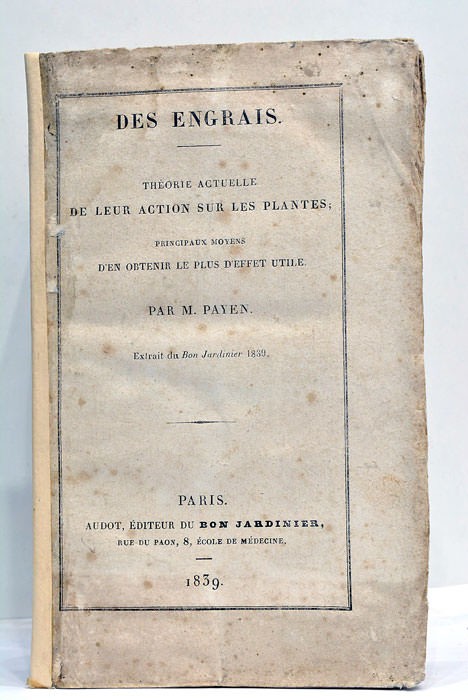 DES ENGRAIS.
THÉORIE ACTUELLE
DE LEUR ACTION SUR LES PLANTES;
PRINCIPAUX MOYENS
D'EN OBTENIR LE PLUS D'EFFET UTILE.
PAR M. PAYEN.
Extrait du Bon Jardinier 1839.
PARIS.
AUDOT, ÉDITEUR DU BON JARDINIER,
RUE DU PAON, 8, ÉCOLE DE MÉDECINE.
1839.